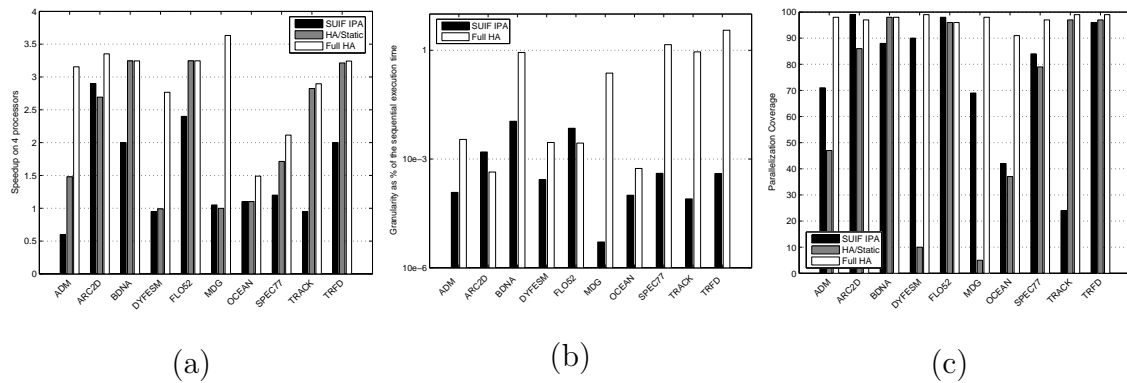 Speedup on 4 processors
4
3.5
3
2.5
2
1.5
1
0.5
0
SUIF IPA
HA/Static
Full HA
ADM
ARC2D
BDNA
DYFESM
FLO52
MDG
OCEAN
SPEC77
TRACK
TRFD
(a)
Granularity as % of the sequential execution time
1
10e-3
10e-6
SUIF IPA
Full HA
ADM
ARC2D
BDNA
DYFESM
FLO52
MDG
OCEAN
SPEC77
TRACK
TRFD
(b)
Parallelization Coverage
100
90
80
70
60
50
40
30
20
10
0
SUIF IPA
HA/Static
Full HA
ADM
ARC2D
BDNA
DYFESM
FLO52
MDG
OCEAN
SPEC77
TRACK
TRFD
(c)